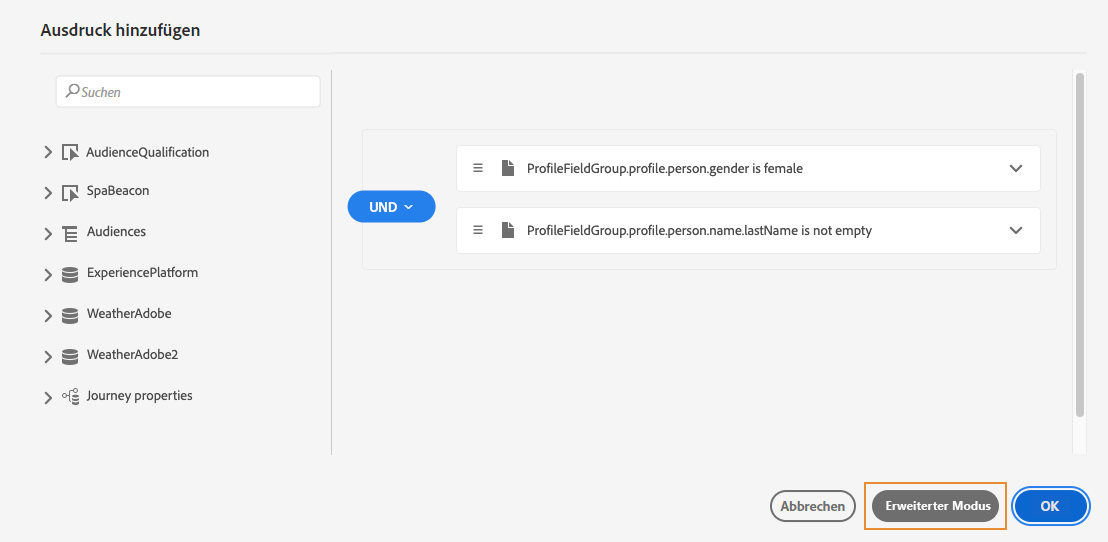 Ausdruck hinzufügen
Suchen
AudienceQualification
SpaBeacon
Audiences
ExperiencePlatform
WeatherAdobe
WeatherAdobe2
Journey properties
UND
ProfileFieldGroup.profile.person.gender is female
ProfileFieldGroup.profile.person.name.lastName is not empty
Abbrechen
Erweiterter Modus
OK